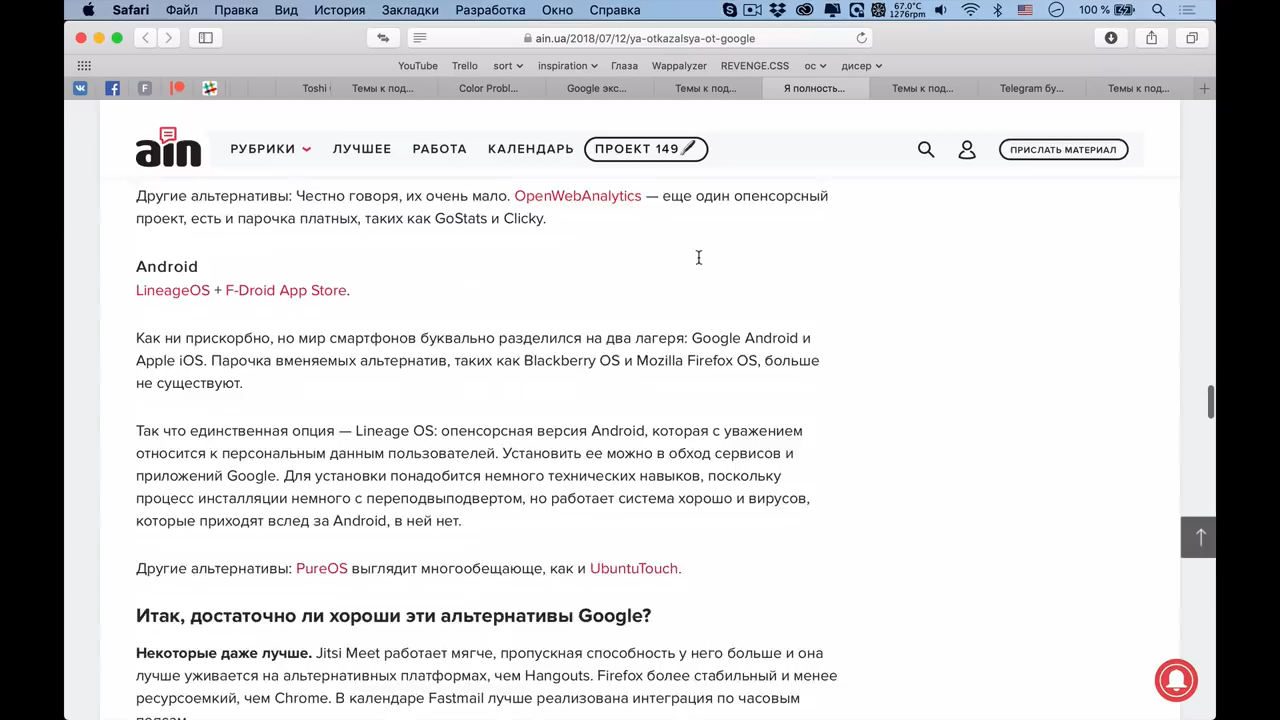 Safari Файл Правка Вид История Закладки Разработка Окно Справка 67.0°C 1276rpm 100 %
ain.ua/2018/07/12/ya-otkazalsya-ot-google
YouTube Trello sort inspiration Глаза Wappalyzer REVENGE.CSS ос дисер
F Toshi Темы к под... Color Probl... Google экс... Темы к под... Я полность... Темы к под... Telegram бу... Темы к под...
ain РУБРИКИ ЛУЧШЕЕ РАБОТА КАЛЕНДАРЬ ПРОЕКТ 149 ПРИСЛАТЬ МАТЕРИАЛ
Другие альтернативы: Честно говоря, их очень мало. OpenWebAnalytics — еще один опенсорсный
проект, есть и парочка платных, таких как GoStats и Clicky.
Android
LineageOS + F-Droid App Store.
Как ни прискорбно, но мир смартфонов буквально разделился на два лагеря: Google Android и
Apple iOS. Парочка вменяемых альтернатив, таких как Blackberry OS и Mozilla Firefox OS, больше
не существуют.
Так что единственная опция — Lineage OS: опенсорсная версия Android, которая с уважением
относится к персональным данным пользователей. Установить ее можно в обход сервисов и
приложений Google. Для установки понадобится немного технических навыков, поскольку
процесс инсталляции немного с переподвыподвертом, но работает система хорошо и вирусов,
которые приходят вслед за Android, в ней нет.
Другие альтернативы: PureOS выглядит многообещающе, как и UbuntuTouch.
Итак, достаточно ли хороши эти альтернативы Google?
Некоторые даже лучше. Jitsi Meet работает мягче, пропускная способность у него больше и она
лучше уживается на альтернативных платформах, чем Hangouts. Firefox более стабильный и менее
ресурсоемкий, чем Chrome. В календаре Fastmail лучше реализована интеграция по часовым
поясам.